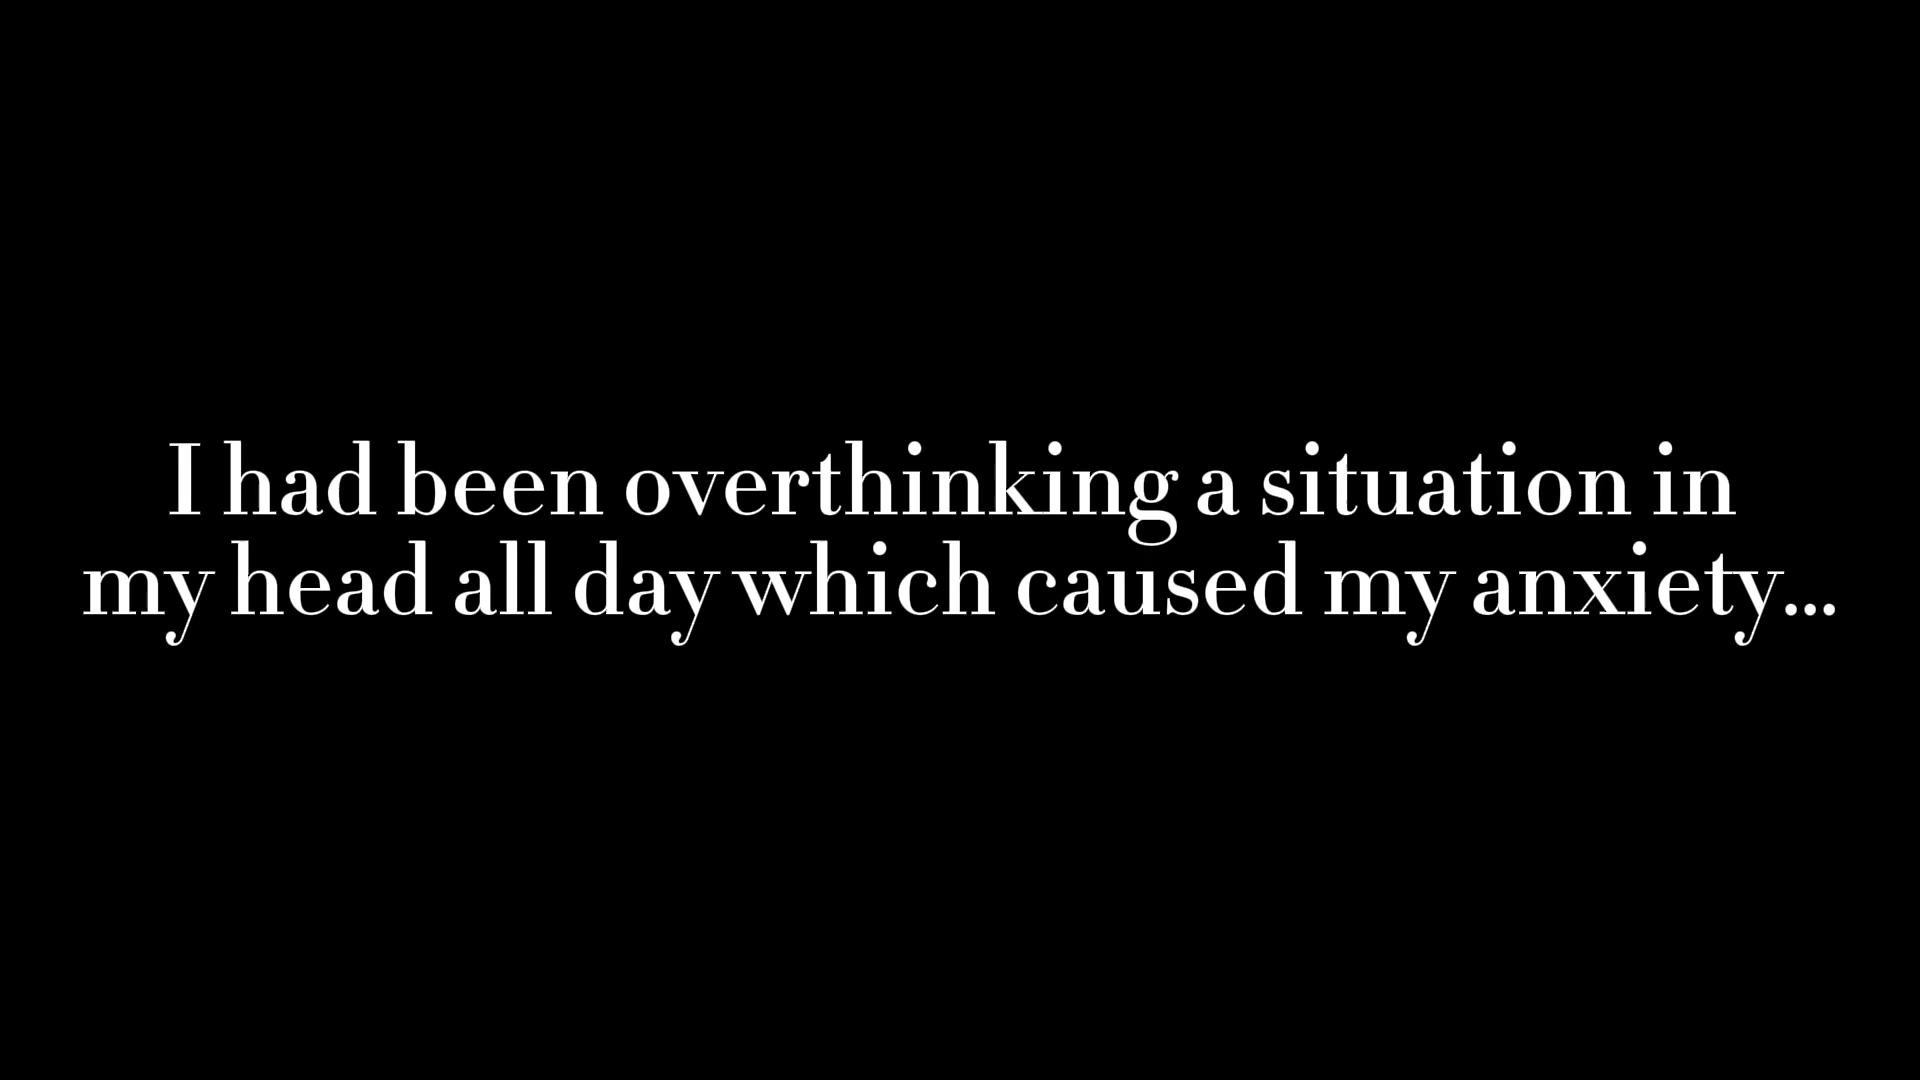 I had been overthinking a situation in
my head all day which caused my anxiety...